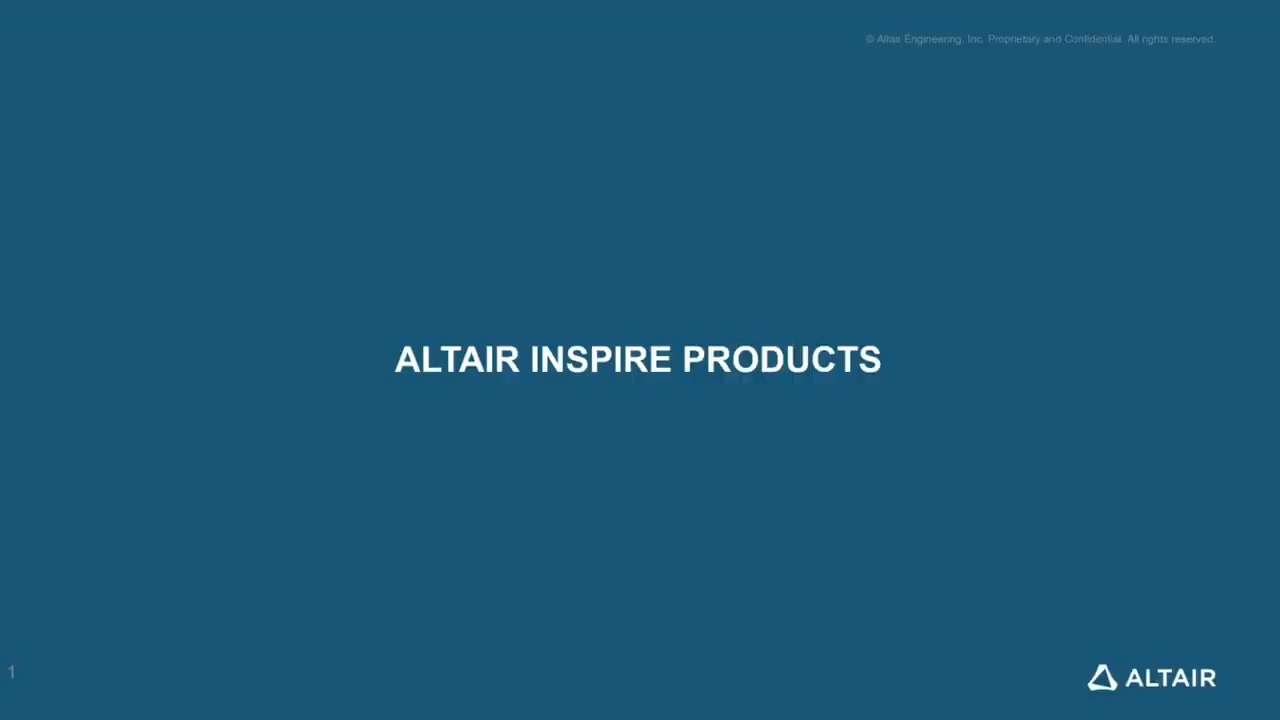 © Altair Engineering, Inc. Proprietary and Confidential. All rights reserved.
ALTAIR INSPIRE PRODUCTS
1
ALTAIR